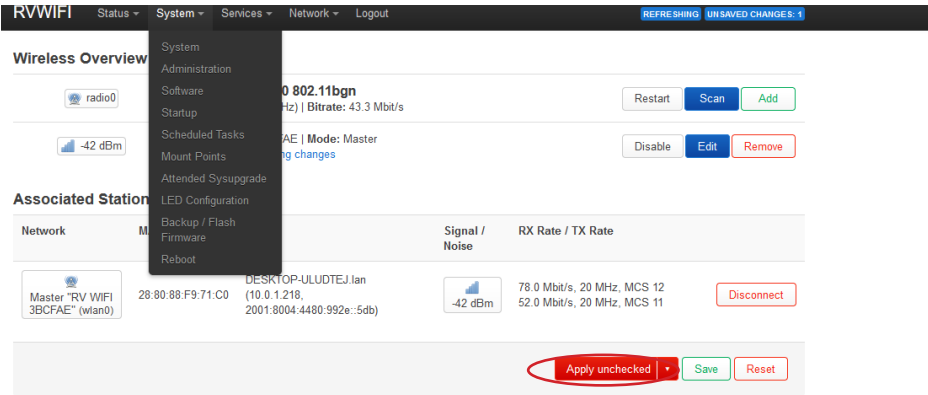 RVWIFI Status System Services Network Logout REFRESHING UNSAVED CHANGES: 1
System
Administration
Software
Startup
Scheduled Tasks
Mount Points
Attended Sysupgrade
LED Configuration
Backup / Flash
Firmware
Reboot
Wireless Overview
radio0
0 802.11bgn
Hz) | Bitrate: 43.3 Mbit/s
Restart Scan Add
-42 dBm
FAE | Mode: Master
ng changes
Disable Edit Remove
Associated Station
Network M
Signal /
Noise
RX Rate / TX Rate
Master "RV WIFI
3BCFAE" (wlan0)
28:80:88:F9:71:C0
DESKTOP-ULUDTEJ.lan
(10.0.1.218,
2001:8004:4480:992e::5db)
-42 dBm
78.0 Mbit/s, 20 MHz, MCS 12
52.0 Mbit/s, 20 MHz, MCS 11
Disconnect
Apply unchecked Save Reset